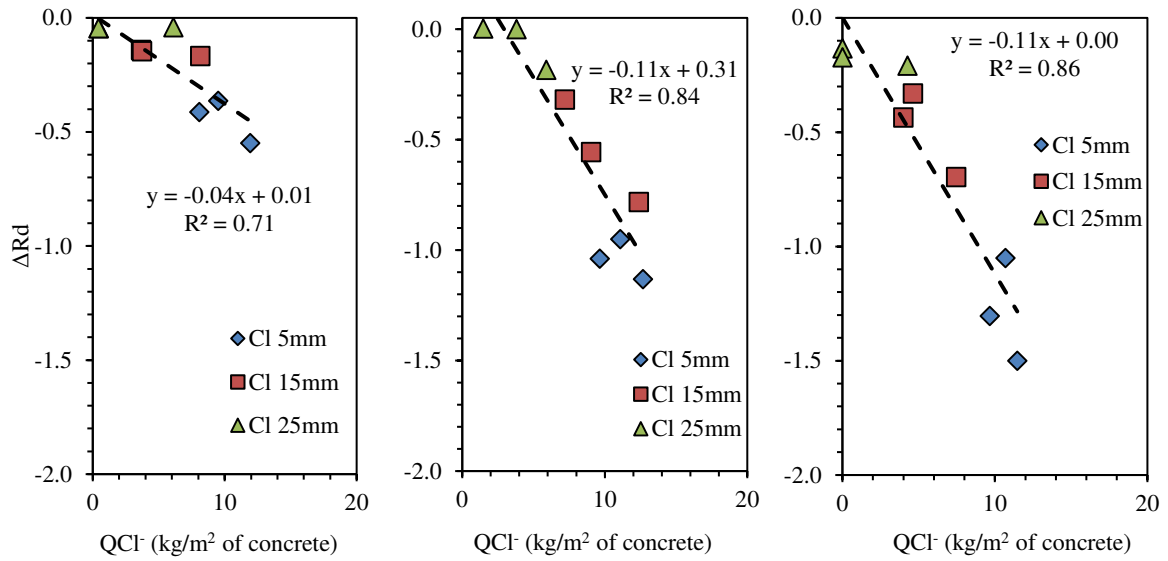 0.0
-0.5
-1.0
-1.5
-2.0
ΔRd
0
10
20
QCl⁻ (kg/m² of concrete)
y = -0.04x + 0.01
R² = 0.71
Cl 5mm
Cl 15mm
Cl 25mm
0.0
-0.5
-1.0
-1.5
-2.0
0
10
20
QCl⁻ (kg/m² of concrete)
y = -0.11x + 0.31
R² = 0.84
Cl 5mm
Cl 15mm
Cl 25mm
0.0
-0.5
-1.0
-1.5
-2.0
0
10
20
QCl⁻ (kg/m² of concrete)
y = -0.11x + 0.00
R² = 0.86
Cl 5mm
Cl 15mm
Cl 25mm